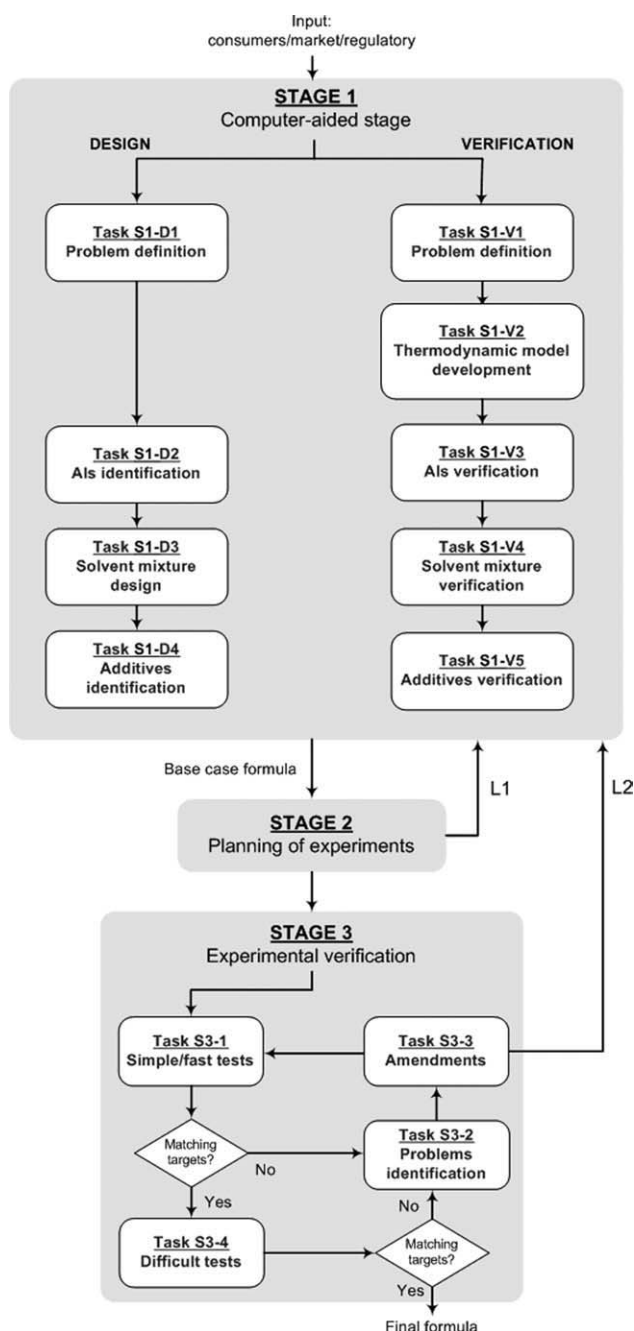 Input:
consumers/market/regulatory
STAGE 1
Computer-aided stage
DESIGN
VERIFICATION
Task S1-D1
Problem definition
Task S1-V1
Problem definition
Task S1-V2
Thermodynamic model
development
Task S1-D2
AIs identification
Task S1-V3
AIs verification
Task S1-D3
Solvent mixture
design
Task S1-V4
Solvent mixture
verification
Task S1-D4
Additives
identification
Task S1-V5
Additives verification
Base case formula
L1
L2
STAGE 2
Planning of experiments
STAGE 3
Experimental verification
Task S3-1
Simple/fast tests
Task S3-3
Amendments
Matching
targets?
No
Task S3-2
Problems
identification
Yes
No
Task S3-4
Difficult tests
Matching
targets?
Yes
Final formula